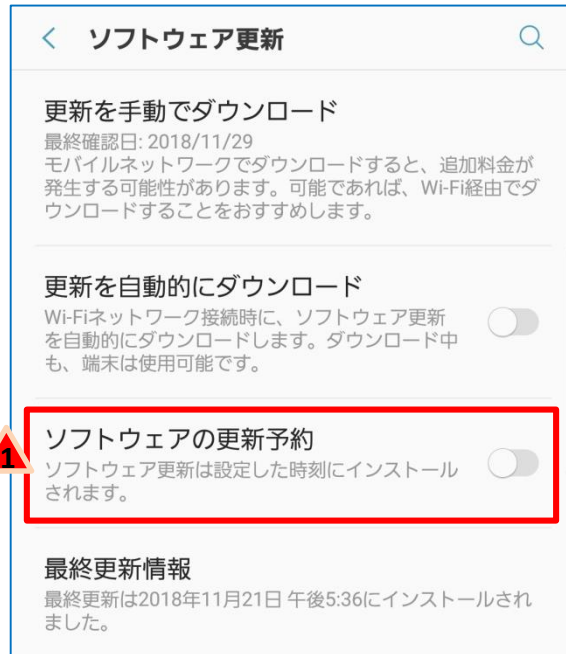 ソフトウェア更新
更新を手動でダウンロード
最終確認日: 2018/11/29
モバイルネットワークでダウンロードすると、追加料金が
発生する可能性があります。可能であれば、Wi-Fi経由でダ
ウンロードすることをおすすめします。
更新を自動的にダウンロード
Wi-Fiネットワーク接続時に、ソフトウェア更新
を自動的にダウンロードします。ダウンロード中
も、端末は使用可能です。
1
ソフトウェアの更新予約
ソフトウェア更新は設定した時刻にインストール
されます。
最終更新情報
最終更新は2018年11月21日 午後5:36にインストールされ
ました。